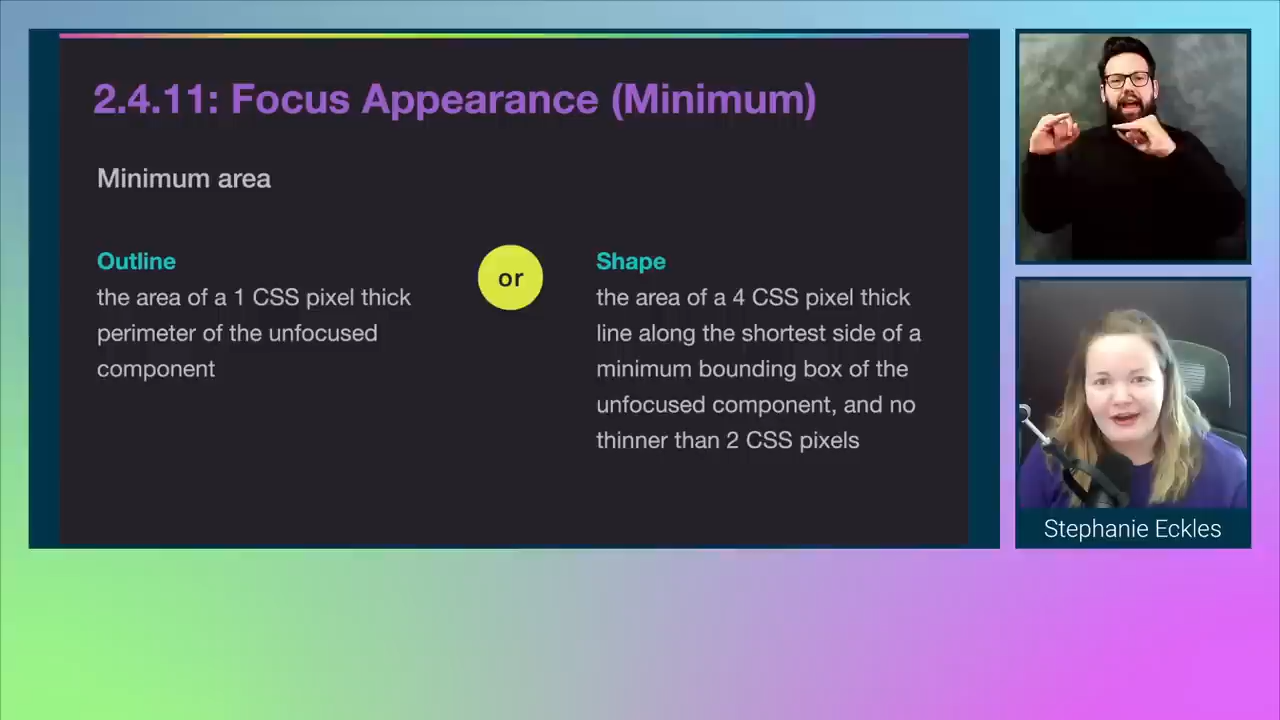 2.4.11: Focus Appearance (Minimum)
Minimum area
Outline
the area of a 1 CSS pixel thick
perimeter of the unfocused
component
or
Shape
the area of a 4 CSS pixel thick
line along the shortest side of a
minimum bounding box of the
unfocused component, and no
thinner than 2 CSS pixels
Stephanie Eckles